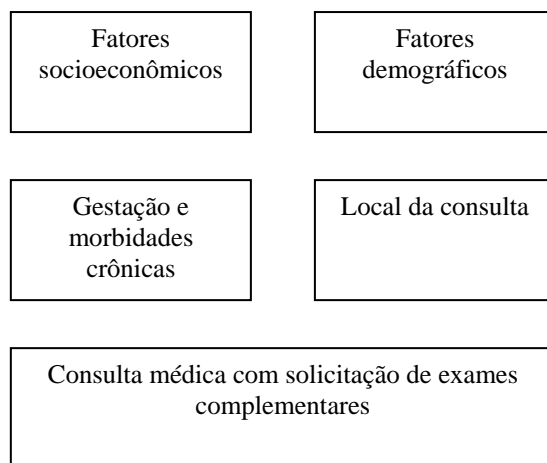 Fatores
socioeconômicos
Fatores
demográficos
Gestação e
morbidades
crônicas
Local da consulta
Consulta médica com solicitação de exames
complementares